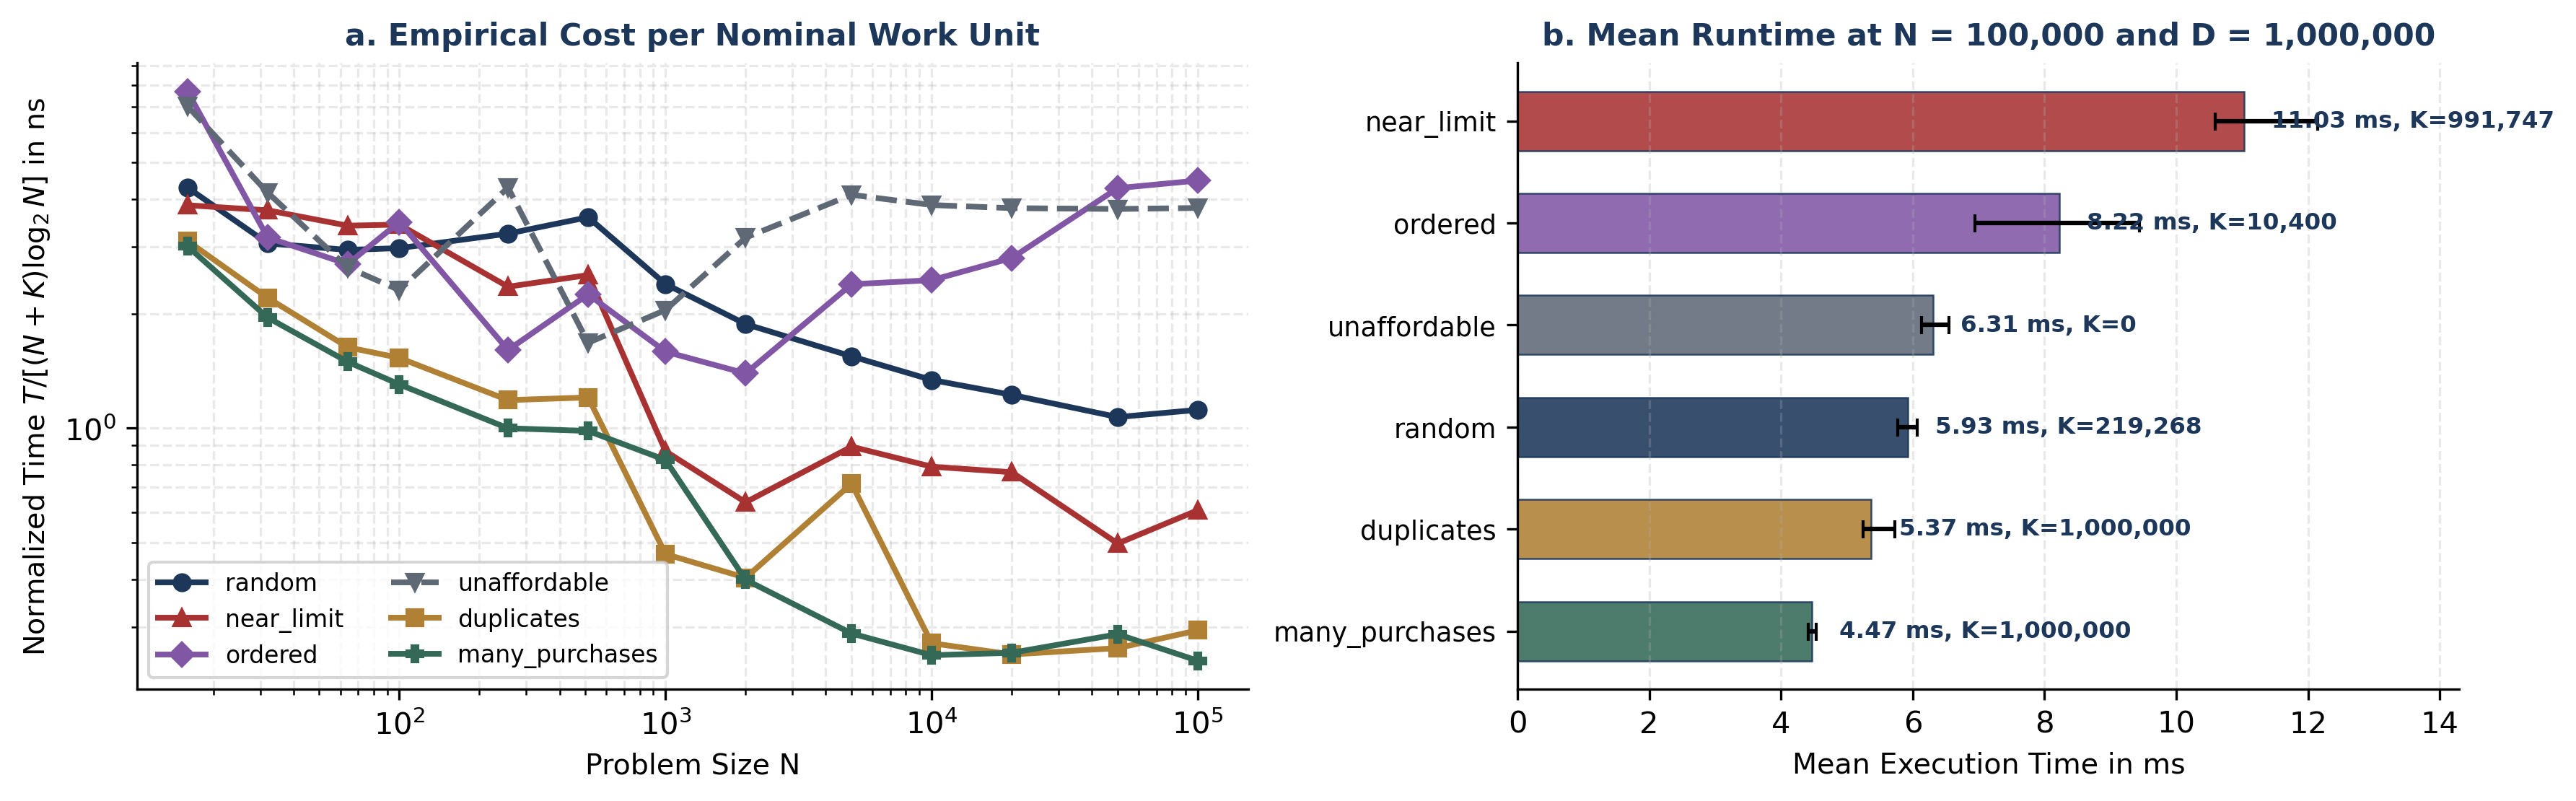 a. Empirical Cost per Nominal Work Unit
Normalized Time T/[(N + K)log₂ N] in ns
10⁰
random
near_limit
ordered
unaffordable
duplicates
many_purchases
10²
10³
10⁴
10⁵
Problem Size N
b. Mean Runtime at N = 100,000 and D = 1,000,000
near_limit
11.03 ms, K=991,747
ordered
8.22 ms, K=10,400
unaffordable
6.31 ms, K=0
random
5.93 ms, K=219,268
duplicates
5.37 ms, K=1,000,000
many_purchases
4.47 ms, K=1,000,000
0
2
4
6
8
10
12
14
Mean Execution Time in ms